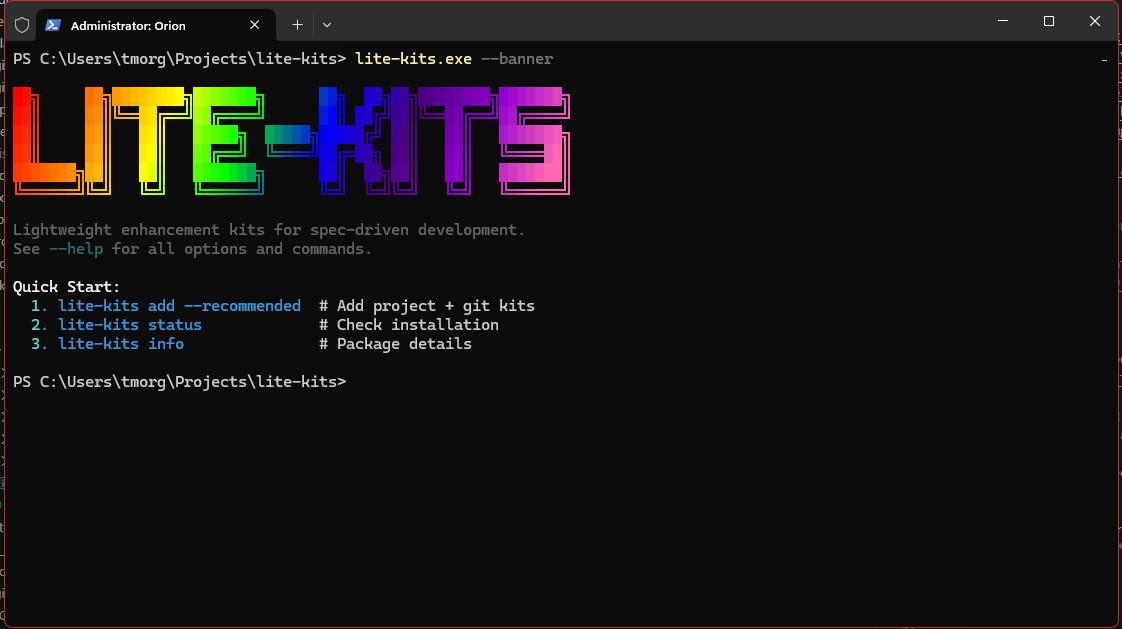 Administrator: Orion
PS C:\Users\tmorg\Projects\lite-kits> lite-kits.exe --banner
LITE-KITS
Lightweight enhancement kits for spec-driven development.
See --help for all options and commands.
Quick Start:
1. lite-kits add --recommended # Add project + git kits
2. lite-kits status # Check installation
3. lite-kits info # Package details
PS C:\Users\tmorg\Projects\lite-kits>